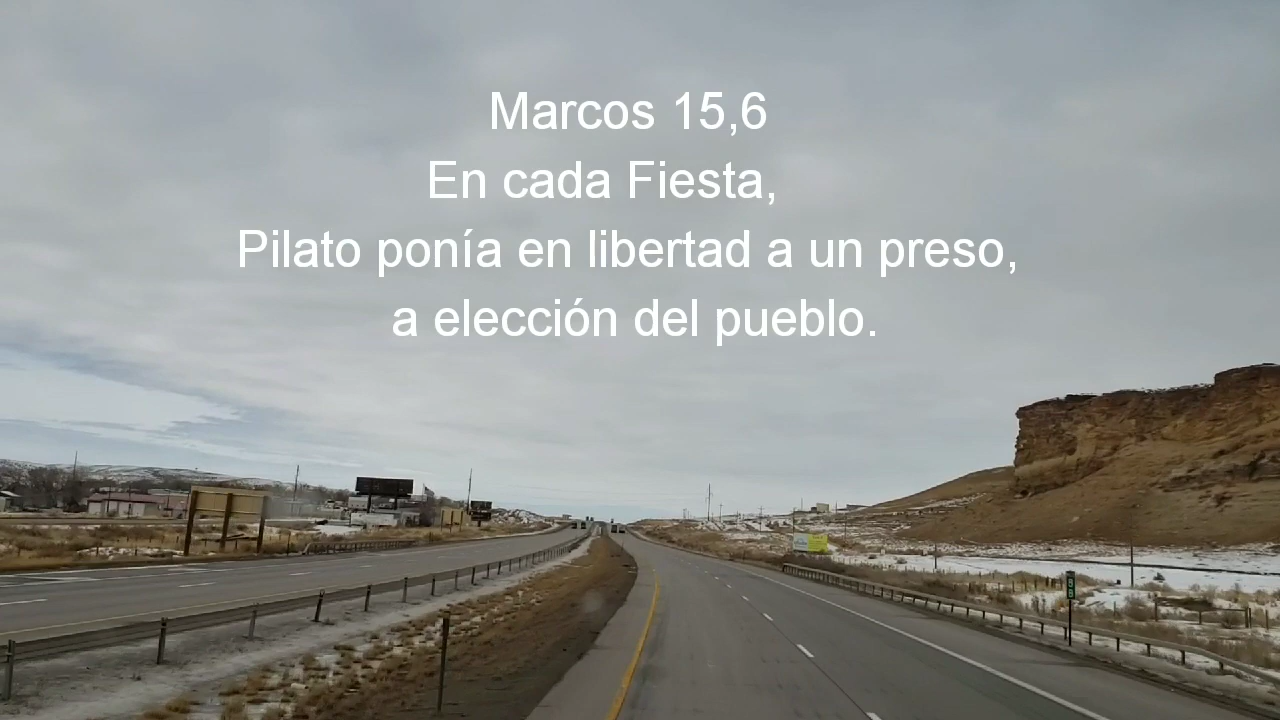 Marcos 15,6
En cada Fiesta,
Pilato ponía en libertad a un preso,
a elección del pueblo.